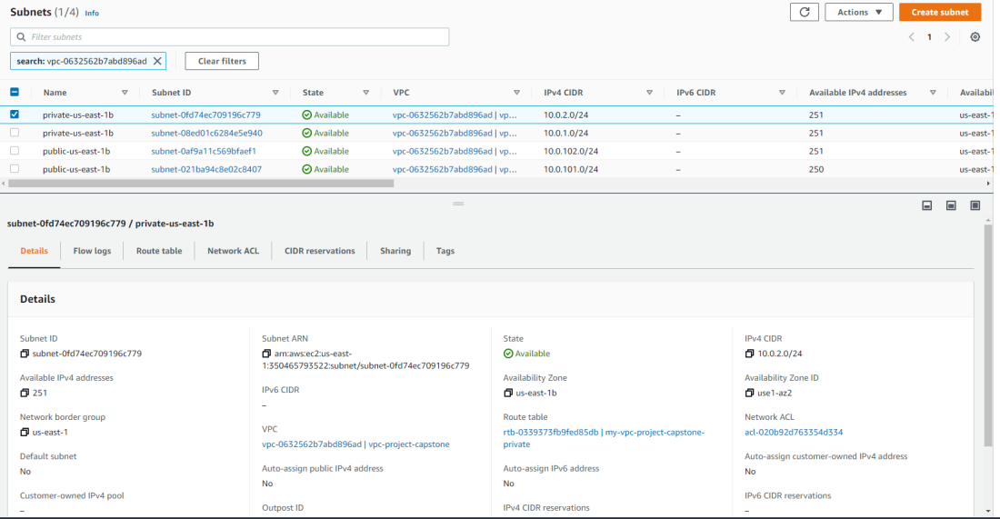 Subnets (1/4) Info
Actions
Create subnet
Filter subnets
1
search: vpc-0632562b7abd896ad
Clear filters
Name Subnet ID State VPC IPv4 CIDR IPv6 CIDR Available IPv4 addresses Availabil
private-us-east-1b subnet-0fd74ec709196c779 Available vpc-0632562b7abd896ad | vp... 10.0.2.0/24 – 251 us-east-1
private-us-east-1b subnet-08ed01c6284e5e940 Available vpc-0632562b7abd896ad | vp... 10.0.1.0/24 – 251 us-east-1
public-us-east-1b subnet-0af9a11c569bfaef1 Available vpc-0632562b7abd896ad | vp... 10.0.102.0/24 – 251 us-east-1
public-us-east-1b subnet-021ba94c8e02c8407 Available vpc-0632562b7abd896ad | vp... 10.0.101.0/24 – 250 us-east-1
subnet-0fd74ec709196c779 / private-us-east-1b
Details Flow logs Route table Network ACL CIDR reservations Sharing Tags
Details
Subnet ID
subnet-0fd74ec709196c779
Available IPv4 addresses
251
Network border group
us-east-1
Default subnet
No
Customer-owned IPv4 pool
–
Subnet ARN
arn:aws:ec2:us-east-
1:350465793522:subnet/subnet-0fd74ec709196c779
IPv6 CIDR
–
VPC
vpc-0632562b7abd896ad | vpc-project-capstone
Auto-assign public IPv4 address
No
Outpost ID
State
Available
Availability Zone
us-east-1b
Route table
rtb-0339373fb9fed85db | my-vpc-project-capstone-
private
Auto-assign IPv6 address
No
IPv4 CIDR reservations
IPv4 CIDR
10.0.2.0/24
Availability Zone ID
use1-az2
Network ACL
acl-020b92d763354d334
Auto-assign customer-owned IPv4 address
No
IPv6 CIDR reservations
–